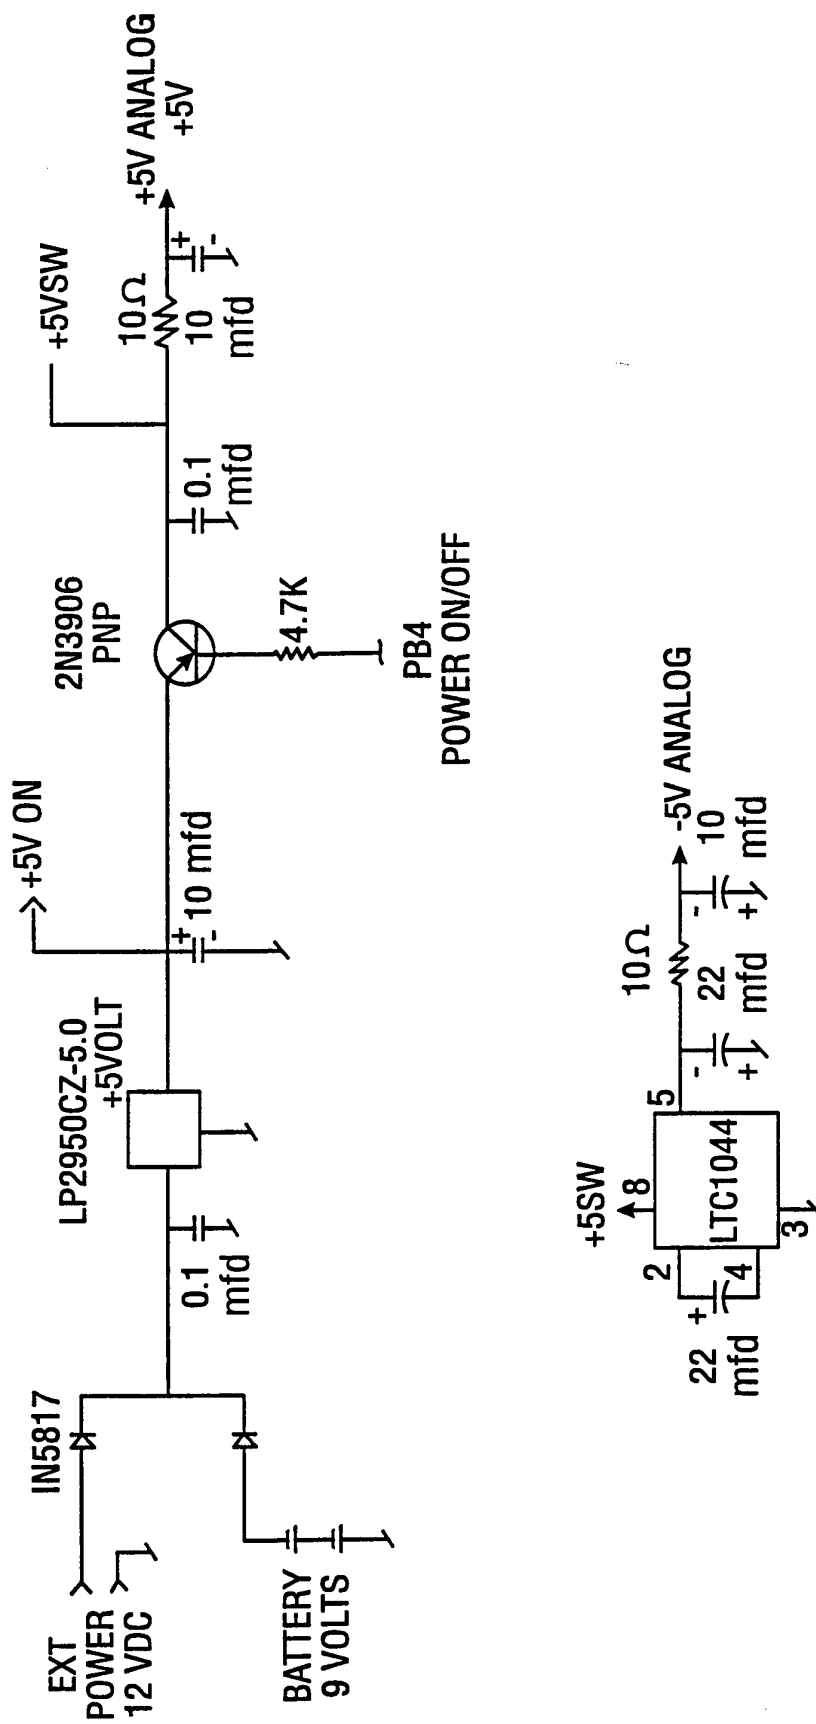 EXT
POWER
12 VDC
BATTERY
9 VOLTS
IN5817
0.1
mfd
LP2950CZ-5.0
+5VOLT
+5V ON
+
-
10 mfd
2N3906
PNP
4.7K
PB4
POWER ON/OFF
0.1
mfd
+5VSW
10Ω
10
mfd
+
-
+5V ANALOG
+5V
22
mfd
+
2
4
+5SW
8
LTC1044
3
5
-
+
22
mfd
10Ω
-
+
10
mfd
-5V ANALOG